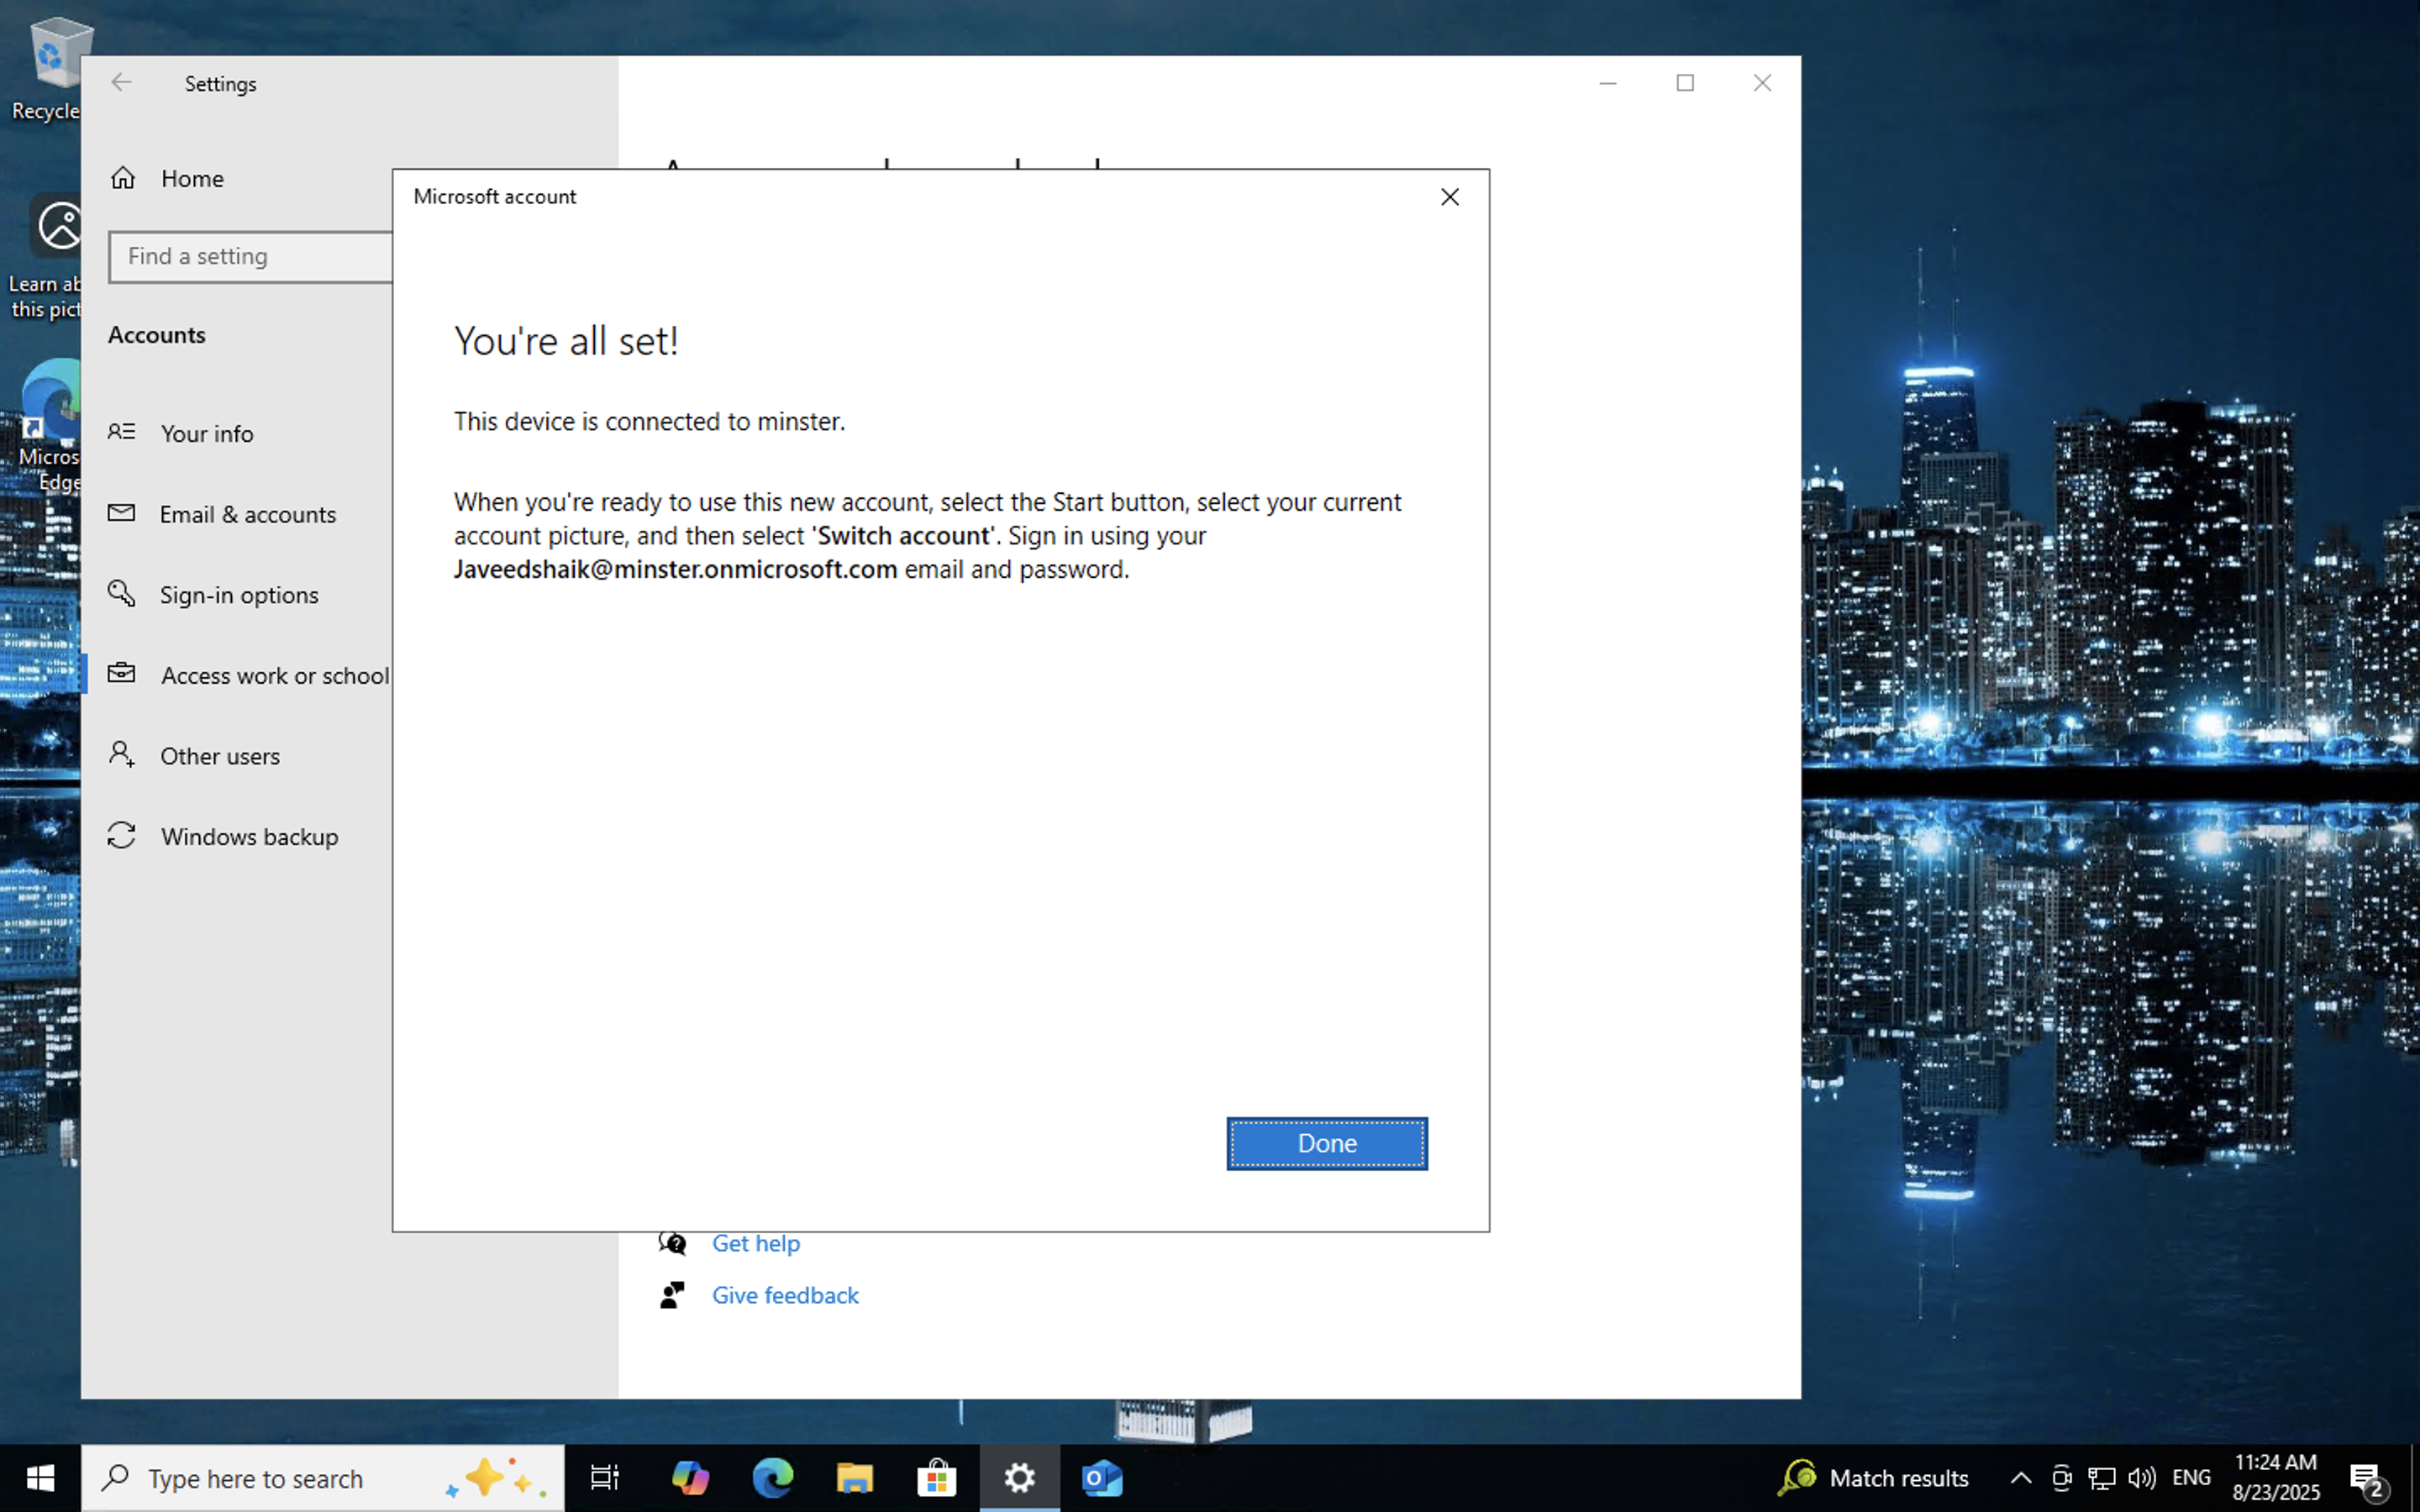 Recycle
Learn ab
this pict
Micros
Edge
Settings
Home
Find a setting
Accounts
Your info
Email & accounts
Sign-in options
Access work or school
Other users
Windows backup
Microsoft account
You're all set!
This device is connected to minster.
When you're ready to use this new account, select the Start button, select your current
account picture, and then select 'Switch account'. Sign in using your
Javeedshaik@minster.onmicrosoft.com email and password.
Done
Get help
Give feedback
Type here to search
Match results
ENG
11:24 AM
8/23/2025
2